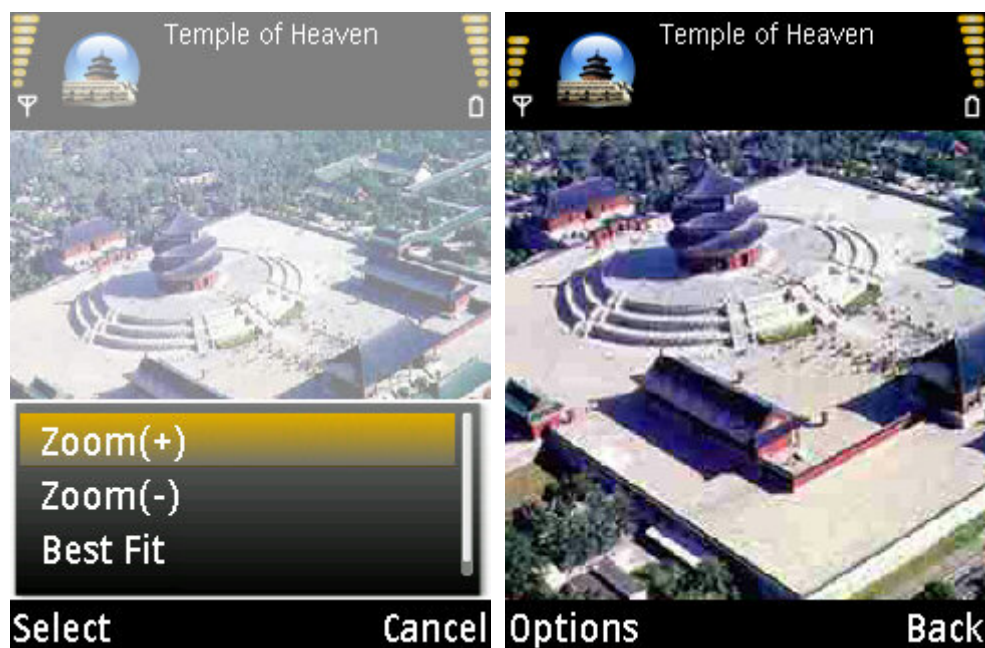 Temple of Heaven
Zoom(+)
Zoom(-)
Best Fit
Select
Cancel
Temple of Heaven
Options
Back